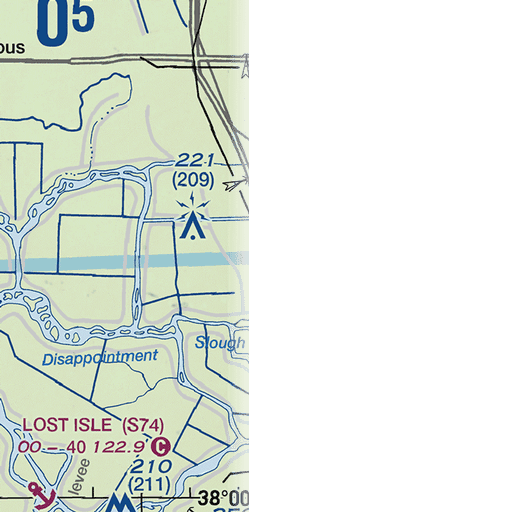 0⁵
ous
221
(209)
Disappointment
Slough
LOST ISLE (S74)
00 – 40 122.9 C
levee
210
(211)
38°00